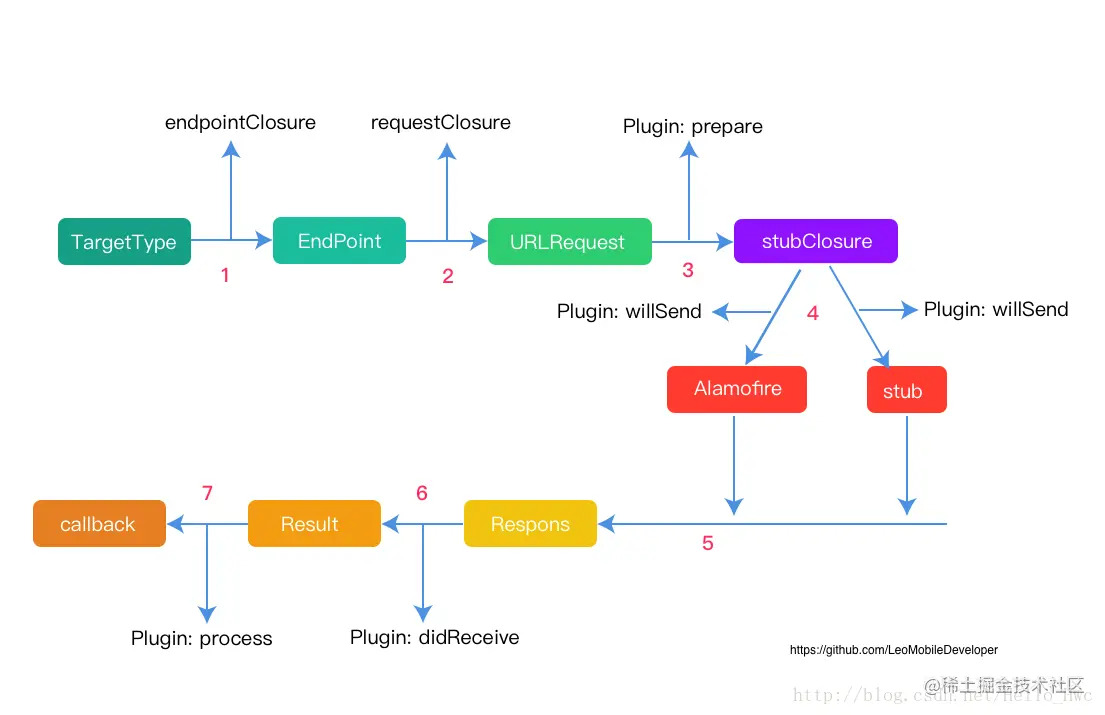 endpointClosure
requestClosure
Plugin: prepare
TargetType
EndPoint
URLRequest
stubClosure
1
2
3
Plugin: willSend
4
Plugin: willSend
Alamofire
stub
7
6
callback
Result
Respons
5
Plugin: process
Plugin: didReceive
https://github.com/LeoMobileDeveloper
@稀土掘金技术社区
http://blog.csdn.net/Hello_Hwc